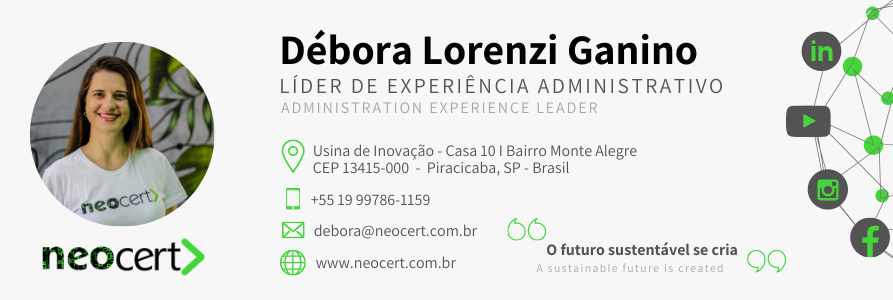 Débora Lorenzi Ganino
LÍDER DE EXPERIÊNCIA ADMINISTRATIVO
ADMINISTRATION EXPERIENCE LEADER
Usina de Inovação - Casa 10 I Bairro Monte Alegre
CEP 13415-000 - Piracicaba, SP - Brasil
+55 19 99786-1159
debora@neocert.com.br
www.neocert.com.br
O futuro sustentável se cria
A sustainable future is created
neocert
neocert
in